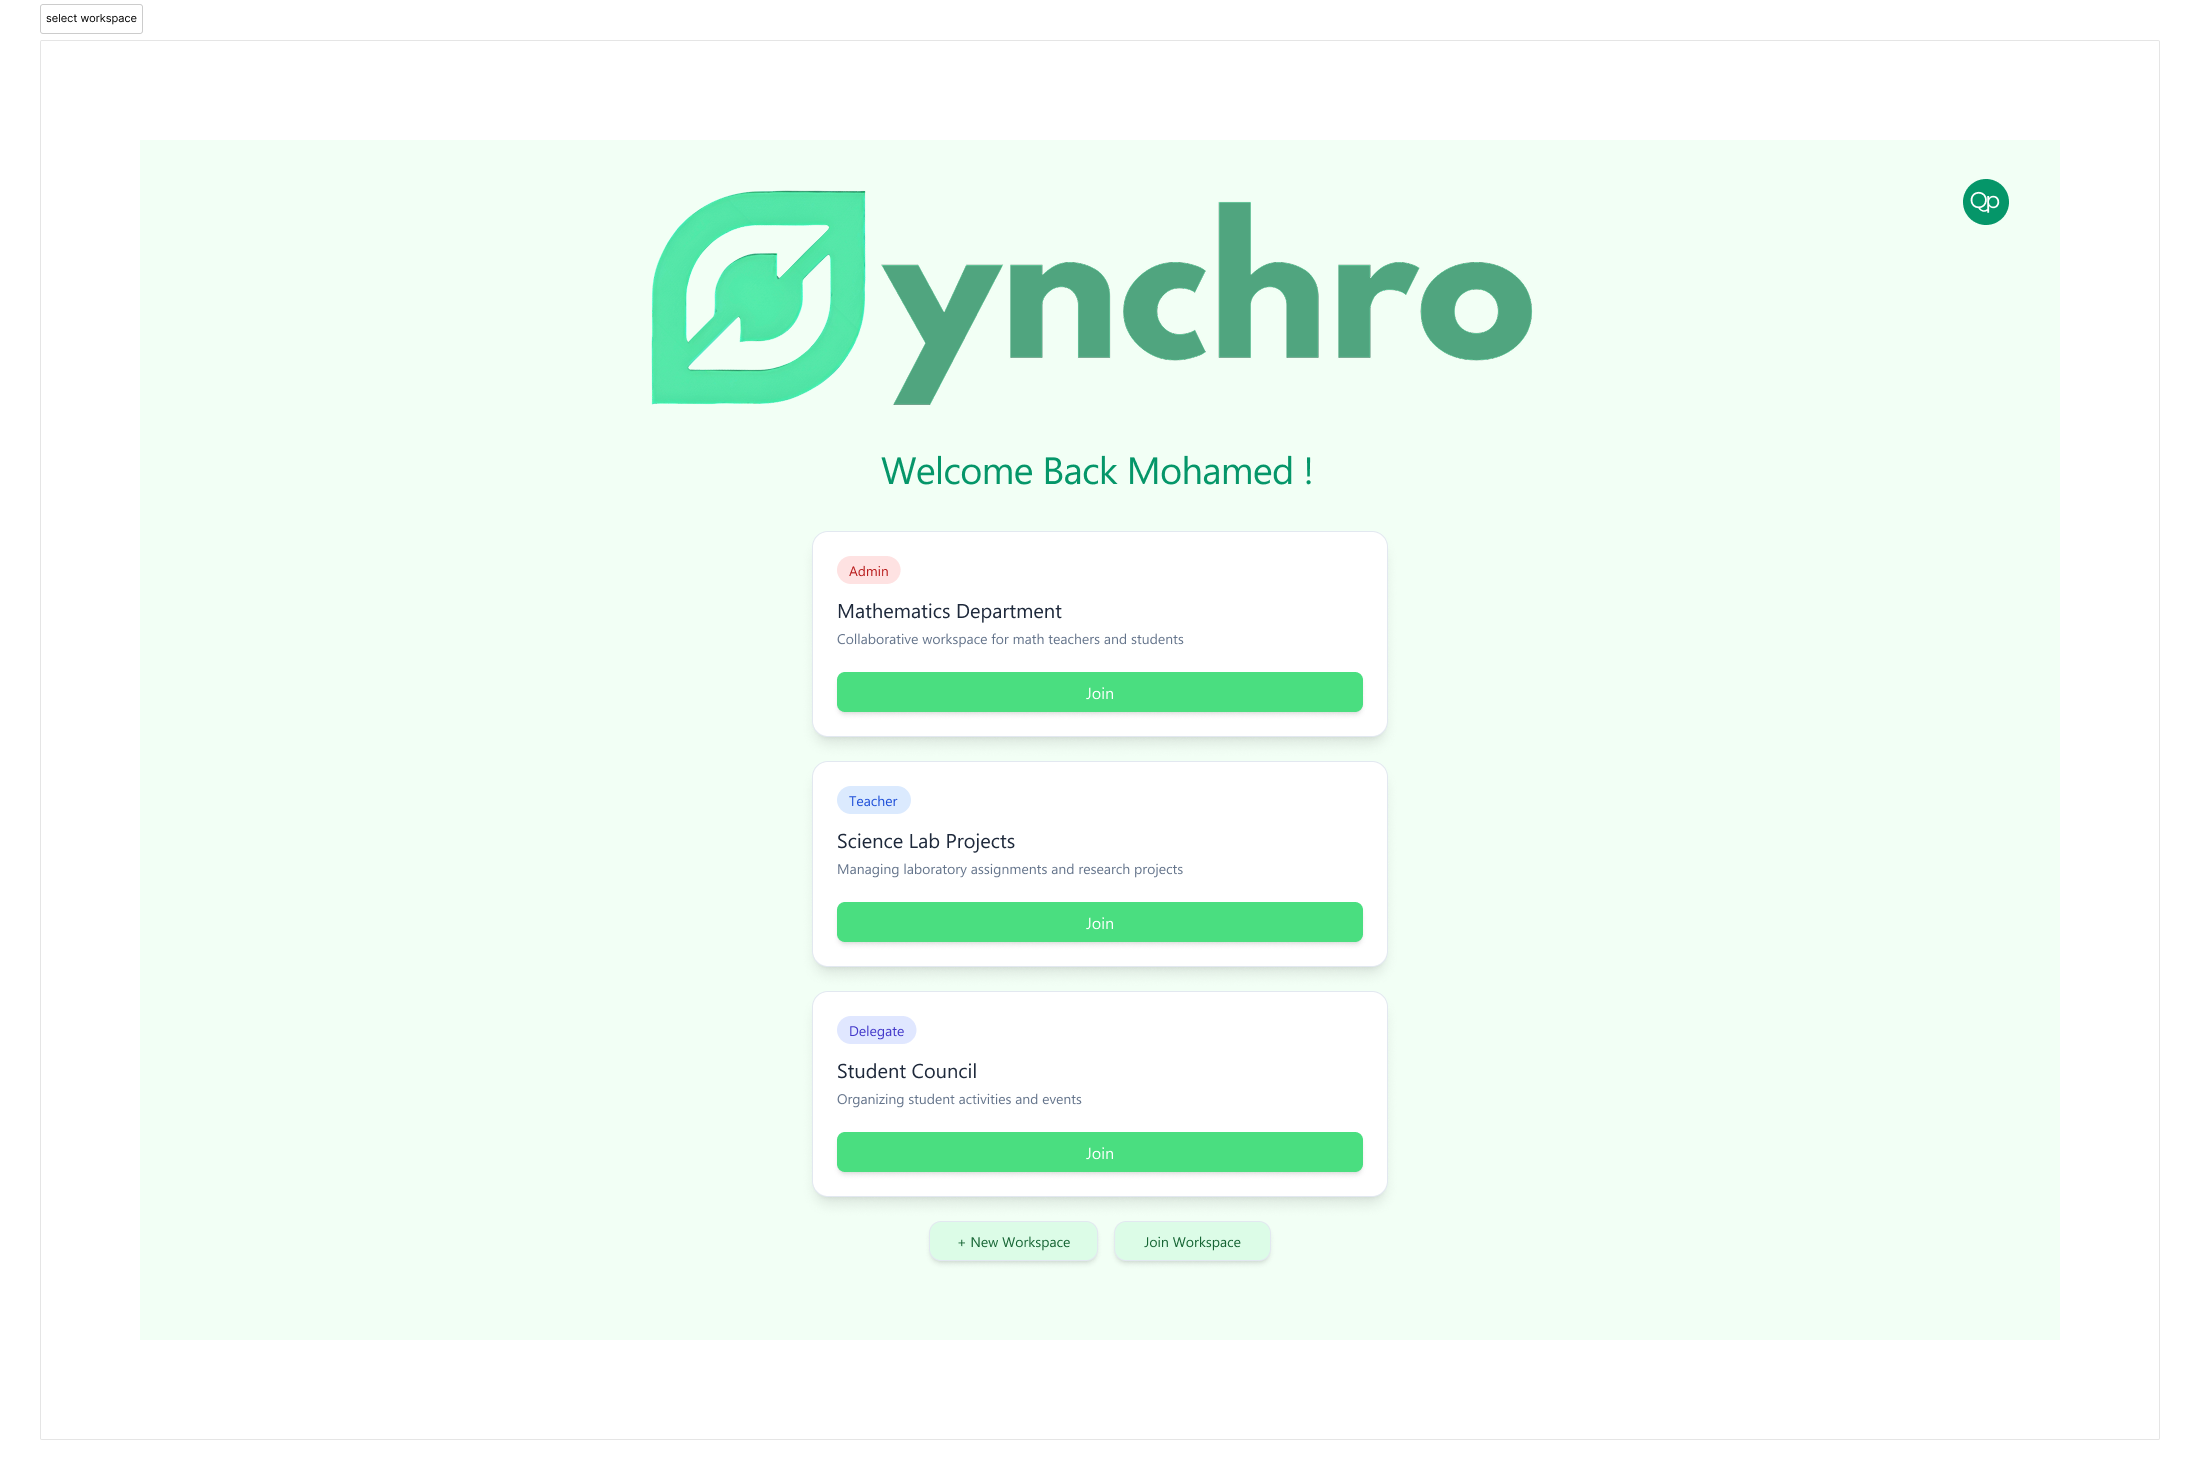 select workspace
Qp
ynchro
Welcome Back Mohamed !
Admin
Mathematics Department
Collaborative workspace for math teachers and students
Join
Teacher
Science Lab Projects
Managing laboratory assignments and research projects
Join
Delegate
Student Council
Organizing student activities and events
Join
+ New Workspace
Join Workspace